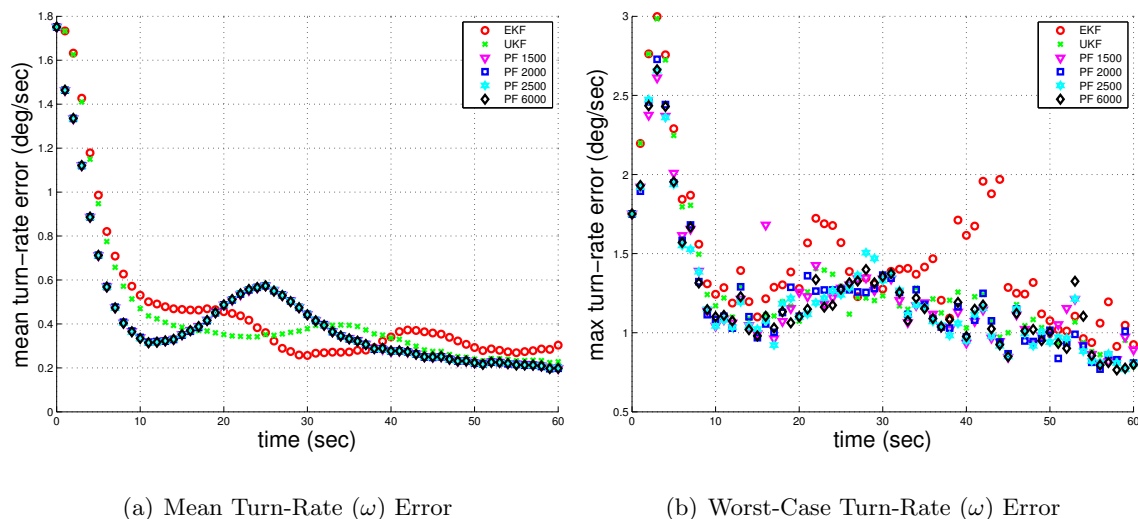 1.8
1.6
1.4
1.2
1
0.8
0.6
0.4
0.2
0
mean turn−rate error (deg/sec)
EKF
UKF
PF 1500
PF 2000
PF 2500
PF 6000
0 10 20 30 40 50 60
time (sec)
(a) Mean Turn-Rate (ω) Error
3
2.5
2
1.5
1
0.5
max turn−rate error (deg/sec)
EKF
UKF
PF 1500
PF 2000
PF 2500
PF 6000
0 10 20 30 40 50 60
time (sec)
(b) Worst-Case Turn-Rate (ω) Error